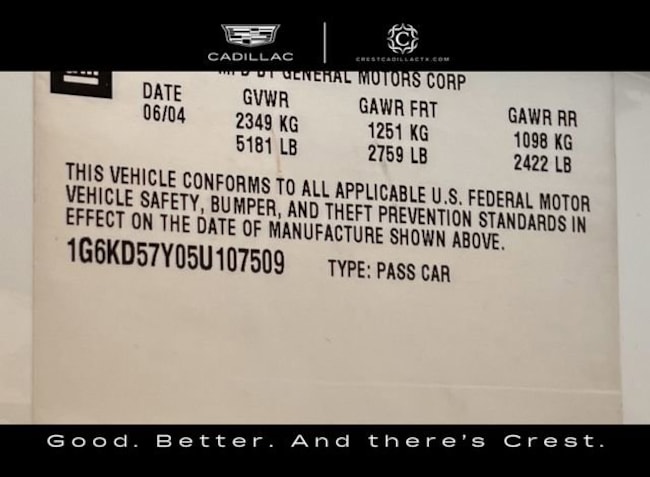 CADILLAC
CRESTCADILLACTX.COM
GENERAL MOTORS CORP
DATE GVWR GAWR FRT GAWR RR
06/04 2349 KG 1251 KG 1098 KG
5181 LB 2759 LB 2422 LB
THIS VEHICLE CONFORMS TO ALL APPLICABLE U.S. FEDERAL MOTOR
VEHICLE SAFETY, BUMPER, AND THEFT PREVENTION STANDARDS IN
EFFECT ON THE DATE OF MANUFACTURE SHOWN ABOVE.
1G6KD57Y05U107509 TYPE: PASS CAR
Good. Better. And there's Crest.